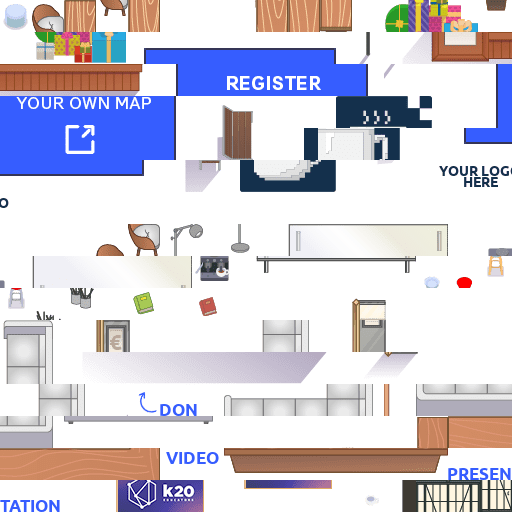 REGISTER
YOUR OWN MAP
YOUR LOGO
HERE
O
€
DON
VIDEO
PRESEN
TATION
k20